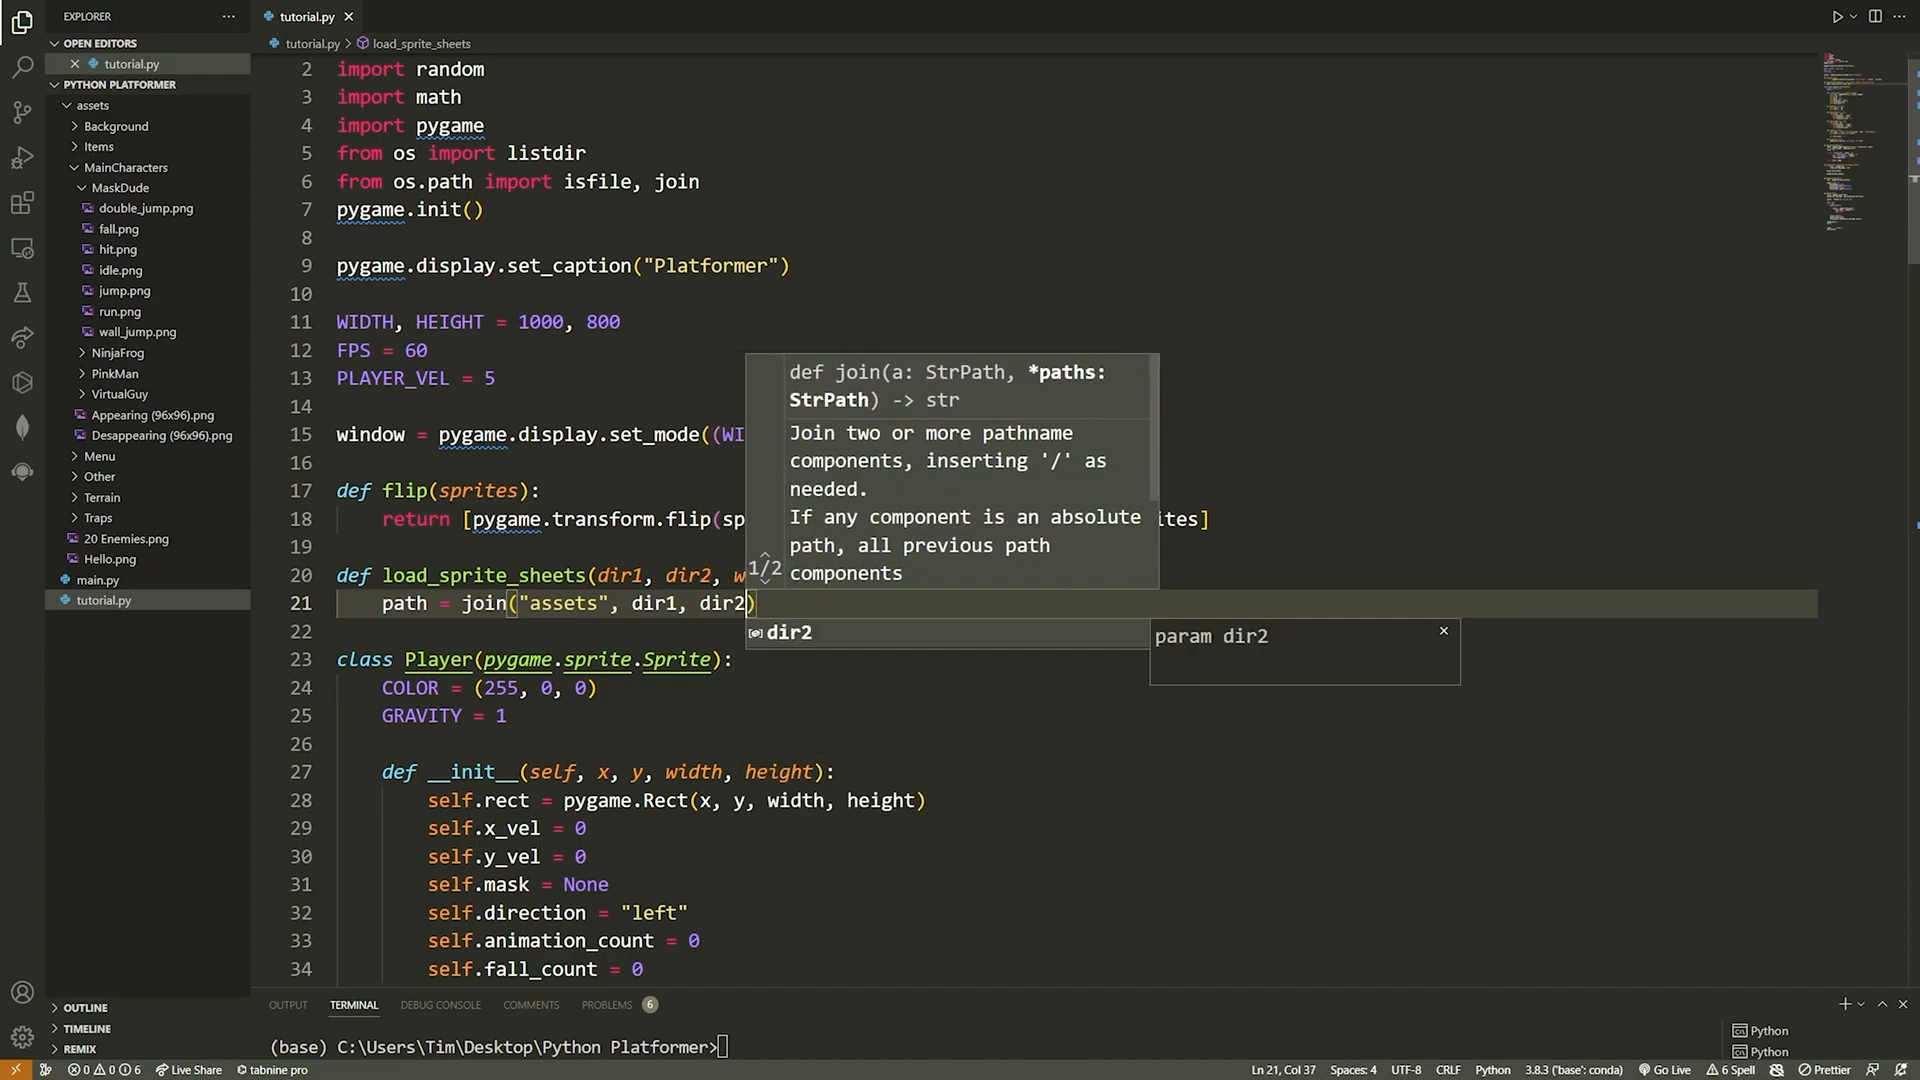 EXPLORER
tutorial.py
OPEN EDITORS
tutorial.py
PYTHON PLATFORMER
assets
Background
Items
MainCharacters
MaskDude
double_jump.png
fall.png
hit.png
idle.png
jump.png
run.png
wall_jump.png
NinjaFrog
PinkMan
VirtualGuy
Appearing (96x96).png
Desappearing (96x96).png
Menu
Other
Terrain
Traps
20 Enemies.png
Hello.png
main.py
tutorial.py
OUTLINE
TIMELINE
REMIX
tutorial.py > load_sprite_sheets
2 import random
3 import math
4 import pygame
5 from os import listdir
6 from os.path import isfile, join
7 pygame.init()
8
9 pygame.display.set_caption("Platformer")
10
11 WIDTH, HEIGHT = 1000, 800
12 FPS = 60
13 PLAYER_VEL = 5
14
15 window = pygame.display.set_mode((WI
16
17 def flip(sprites):
18 return [pygame.transform.flip(sp ites]
19
20 def load_sprite_sheets(dir1, dir2, w
21 path = join("assets", dir1, dir2)
22
23 class Player(pygame.sprite.Sprite):
24 COLOR = (255, 0, 0)
25 GRAVITY = 1
26
27 def __init__(self, x, y, width, height):
28 self.rect = pygame.Rect(x, y, width, height)
29 self.x_vel = 0
30 self.y_vel = 0
31 self.mask = None
32 self.direction = "left"
33 self.animation_count = 0
34 self.fall_count = 0
def join(a: StrPath, *paths:
StrPath) -> str
Join two or more pathname
components, inserting '/' as
needed.
If any component is an absolute
path, all previous path
1/2 components
dir2
param dir2
OUTPUT TERMINAL DEBUG CONSOLE COMMENTS PROBLEMS 6
(base) C:\Users\Tim\Desktop\Python Platformer>
Python
Python
0 0 6 Live Share tabnine pro Ln 21, Col 37 Spaces: 4 UTF-8 CRLF Python 3.8.3 ('base': conda) Go Live 6 Spell Prettier